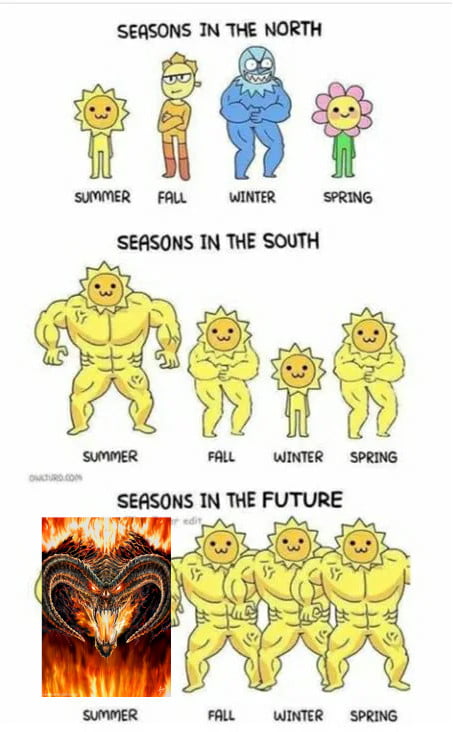 SEASONS IN THE NORTH
SUMMER FALL WINTER SPRING
SEASONS IN THE SOUTH
SUMMER FALL WINTER SPRING
OWLTURD.COM
SEASONS IN THE FUTURE
edit
SUMMER FALL WINTER SPRING